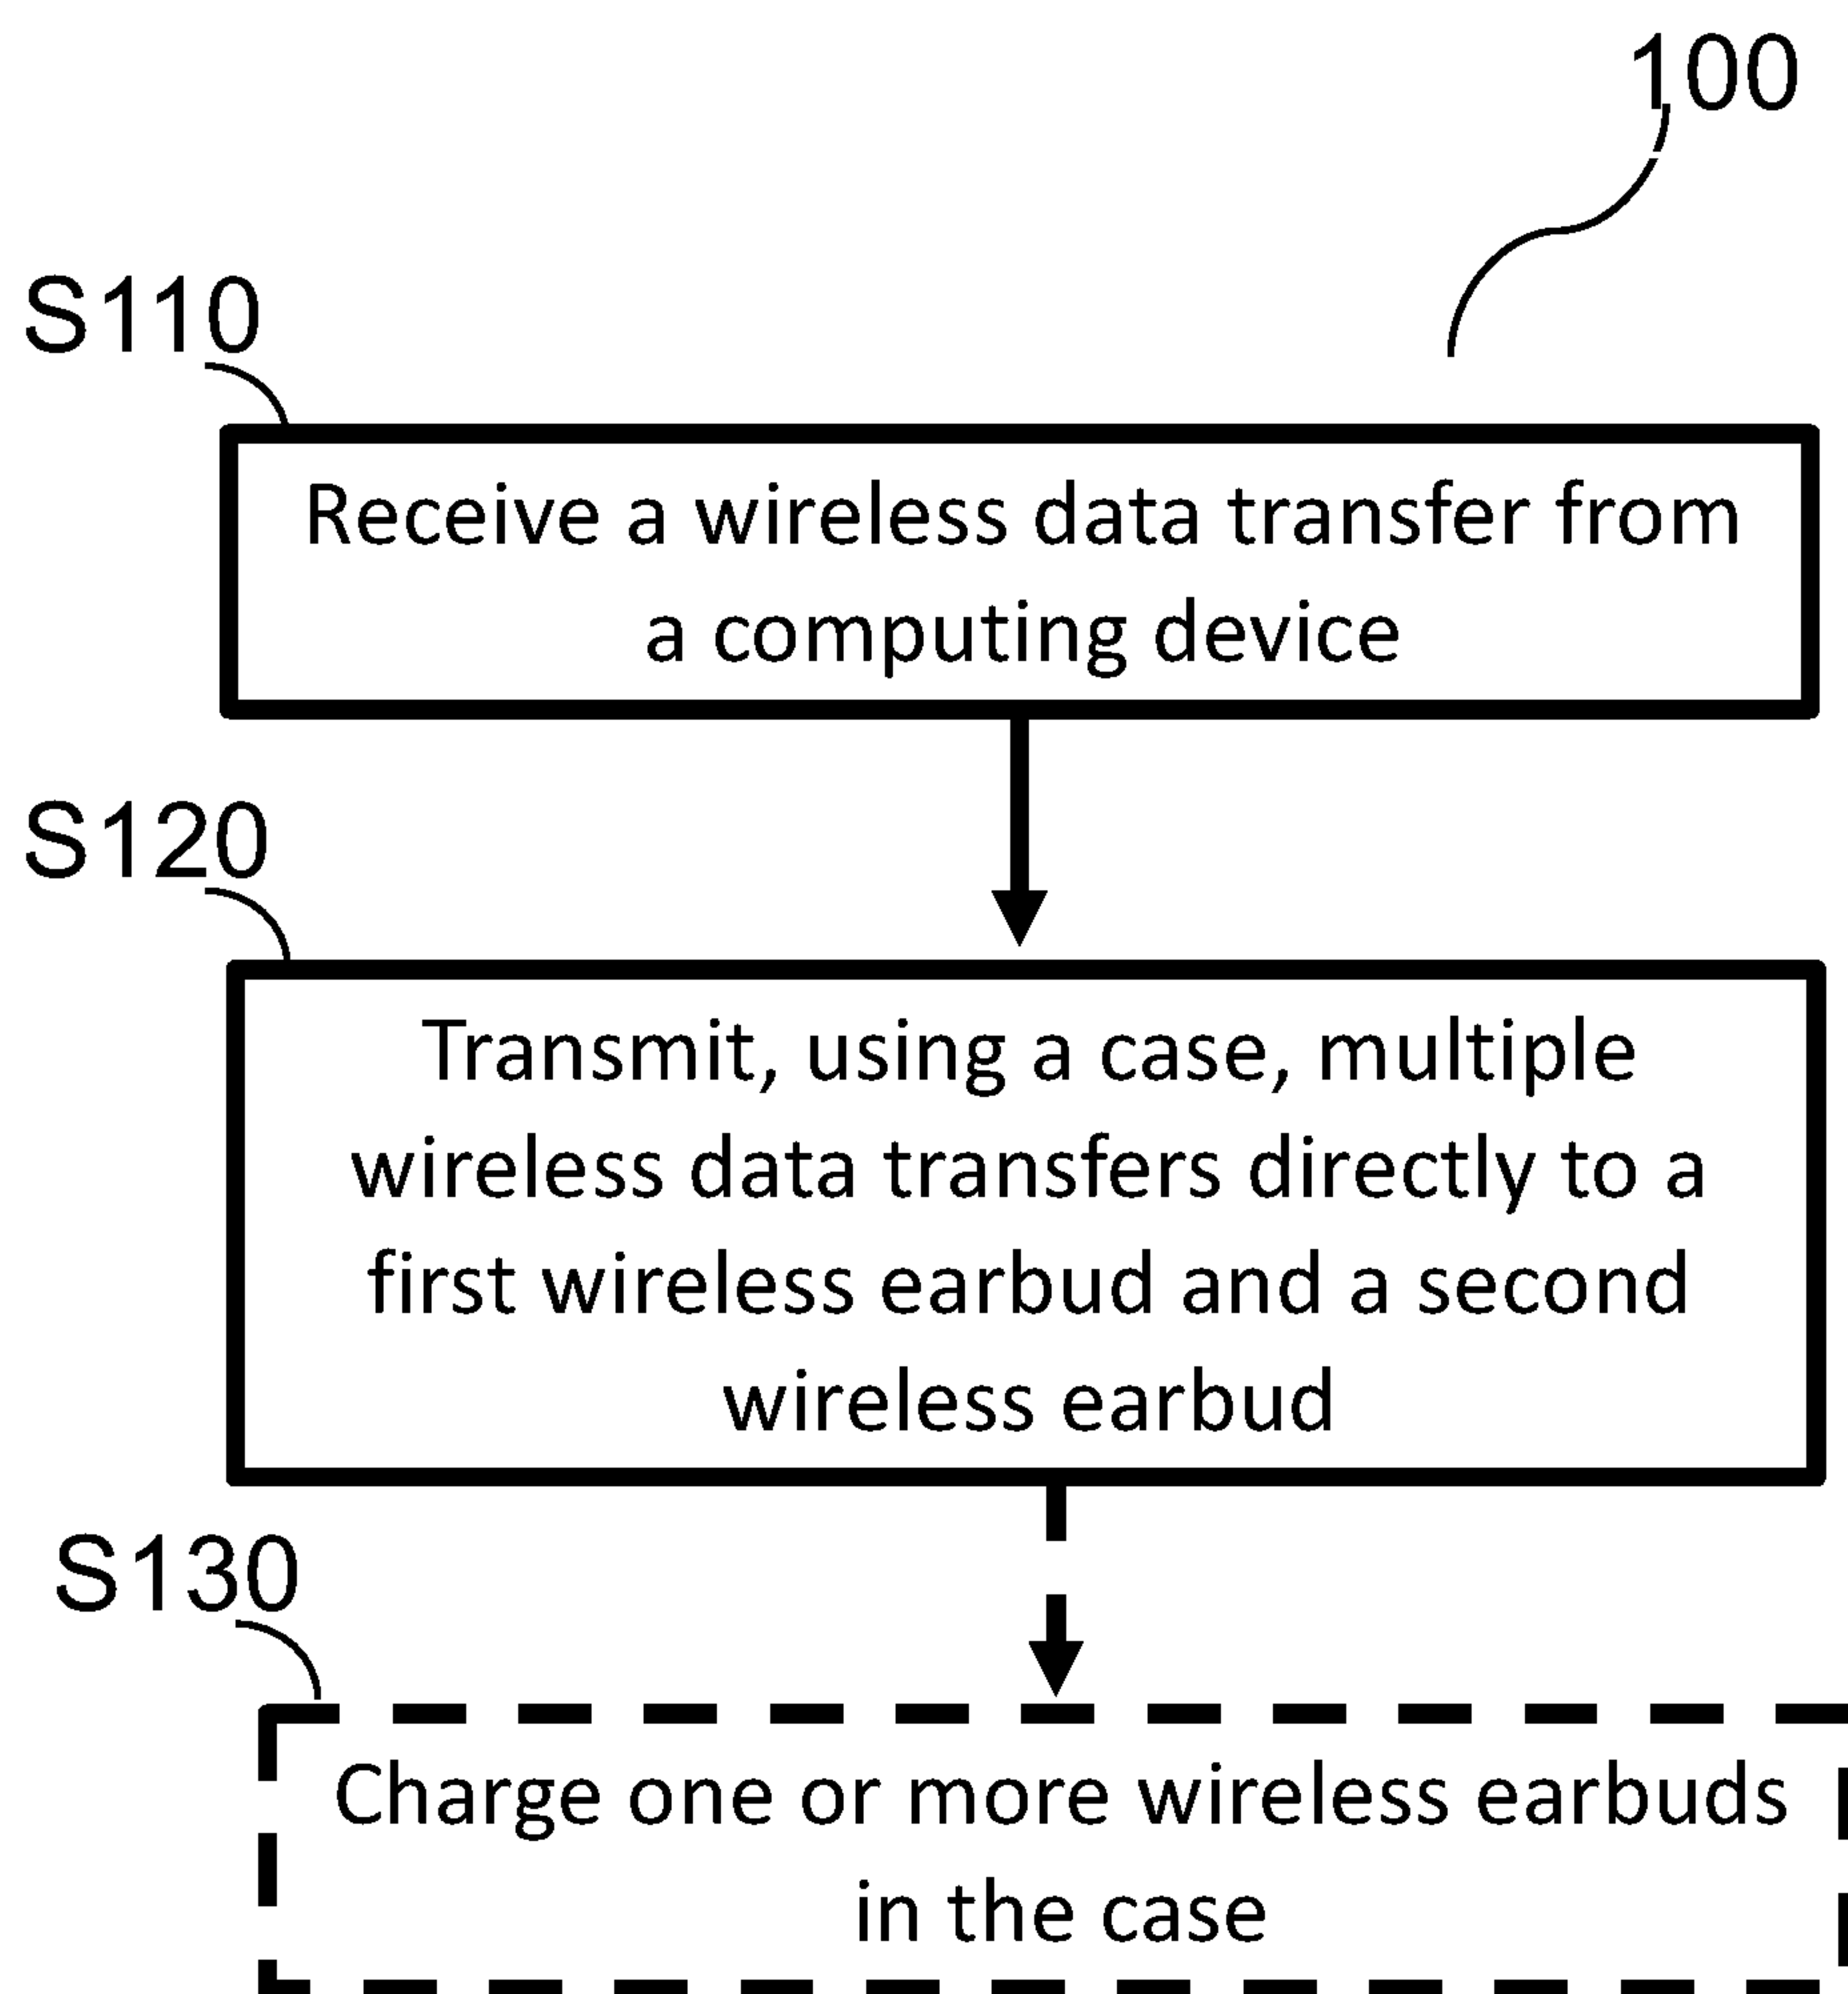 100
S110
Receive a wireless data transfer from
a computing device
S120
Transmit, using a case, multiple
wireless data transfers directly to a
first wireless earbud and a second
wireless earbud
S130
Charge one or more wireless earbuds
in the case